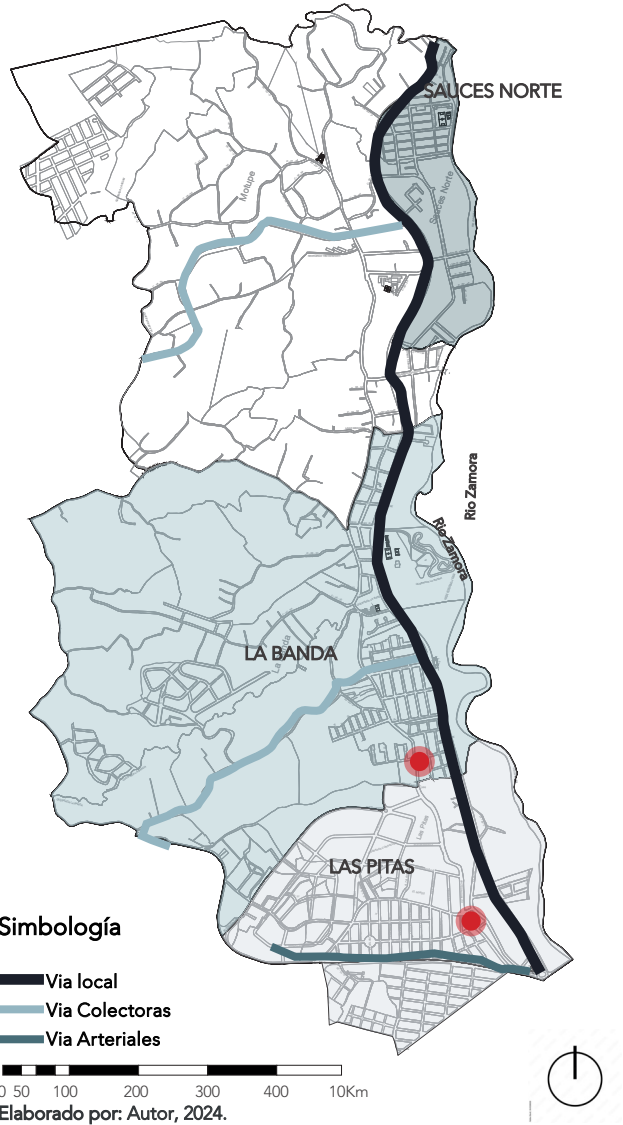 SAUCES NORTE
Motupe
Sauces Norte
Rio Zamora
Rio Zamora
LA BANDA
La Banda
Las Pitas
LAS PITAS
Simbología
Via local
Via Colectoras
Via Arteriales
0 50 100 200 300 400 10Km
Elaborado por: Autor, 2024.